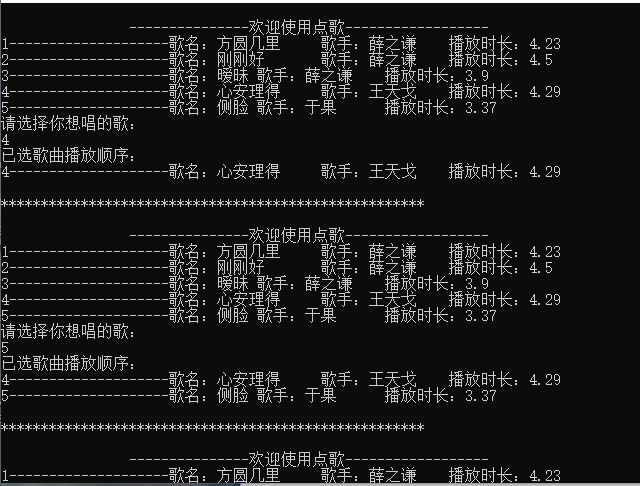 ---------------欢迎使用点歌------------------
1--------------------歌名：方圆几里     歌手：薛之谦    播放时长：4.23
2--------------------歌名：刚刚好       歌手：薛之谦    播放时长：4.5
3--------------------歌名：暧昧 歌手：薛之谦    播放时长：3.9
4--------------------歌名：心安理得     歌手：王天戈    播放时长：4.29
5--------------------歌名：侧脸 歌手：于果      播放时长：3.37
请选择你想唱的歌：
4
已选歌曲播放顺序：
4--------------------歌名：心安理得     歌手：王天戈    播放时长：4.29
*****************************************************
---------------欢迎使用点歌------------------
1--------------------歌名：方圆几里     歌手：薛之谦    播放时长：4.23
2--------------------歌名：刚刚好       歌手：薛之谦    播放时长：4.5
3--------------------歌名：暧昧 歌手：薛之谦    播放时长：3.9
4--------------------歌名：心安理得     歌手：王天戈    播放时长：4.29
5--------------------歌名：侧脸 歌手：于果      播放时长：3.37
请选择你想唱的歌：
5
已选歌曲播放顺序：
4--------------------歌名：心安理得     歌手：王天戈    播放时长：4.29
5--------------------歌名：侧脸 歌手：于果      播放时长：3.37
*****************************************************
---------------欢迎使用点歌------------------
1--------------------歌名：方圆几里     歌手：薛之谦    播放时长：4.23